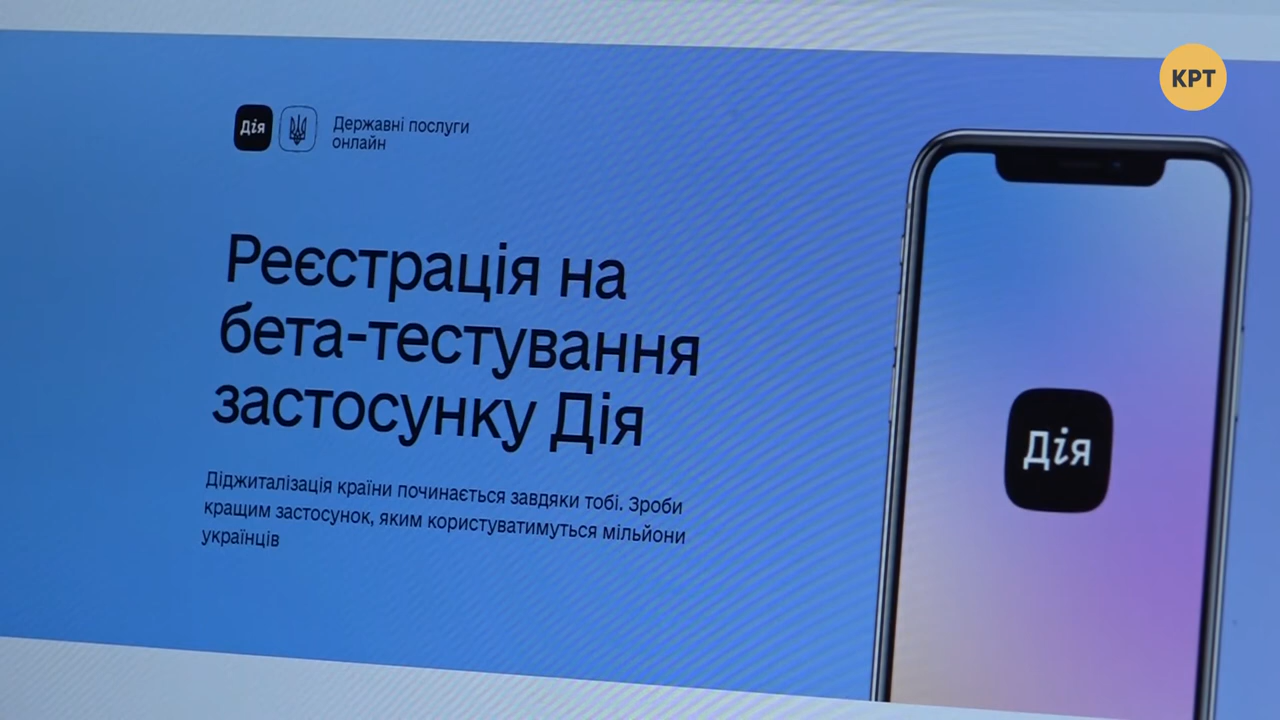 КРТ
Дія
Державні послуги
онлайн
Реєстрація на
бета-тестування
застосунку Дія
Діджиталізація країни починається завдяки тобі. Зроби
кращим застосунок, яким користуватимуться мільйони
українців
Дія